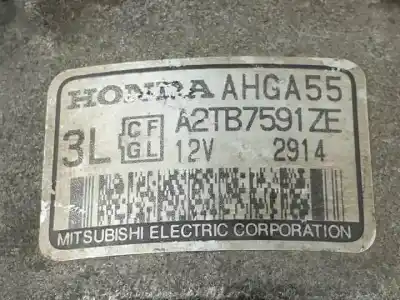 HONDA AHGA55
3L CF GL A2TB7591ZE
12V 2914
MITSUBISHI ELECTRIC CORPORATION